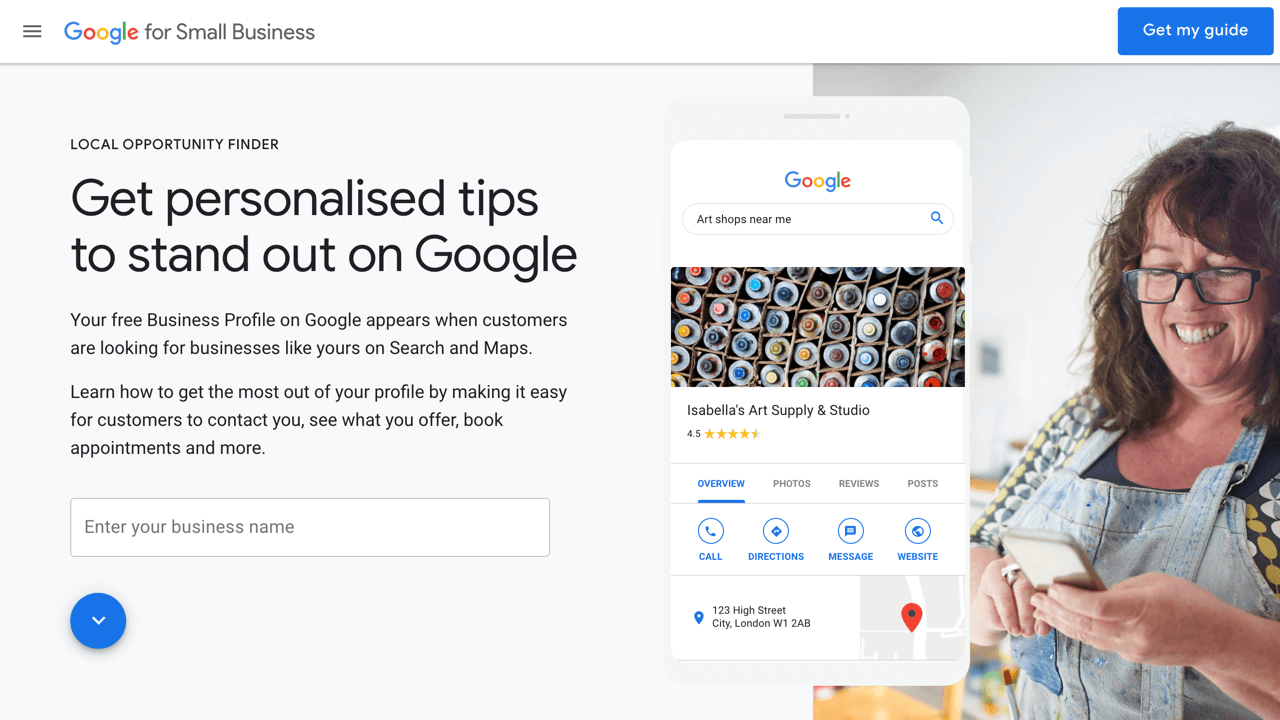 Google for Small Business
Get my guide
LOCAL OPPORTUNITY FINDER
Get personalised tips
to stand out on Google
Your free Business Profile on Google appears when customers
are looking for businesses like yours on Search and Maps.
Learn how to get the most out of your profile by making it easy
for customers to contact you, see what you offer, book
appointments and more.
Enter your business name
Google
Art shops near me
Isabella's Art Supply & Studio
4.5
OVERVIEW PHOTOS REVIEWS POSTS
CALL DIRECTIONS MESSAGE WEBSITE
123 High Street
City, London W1 2AB